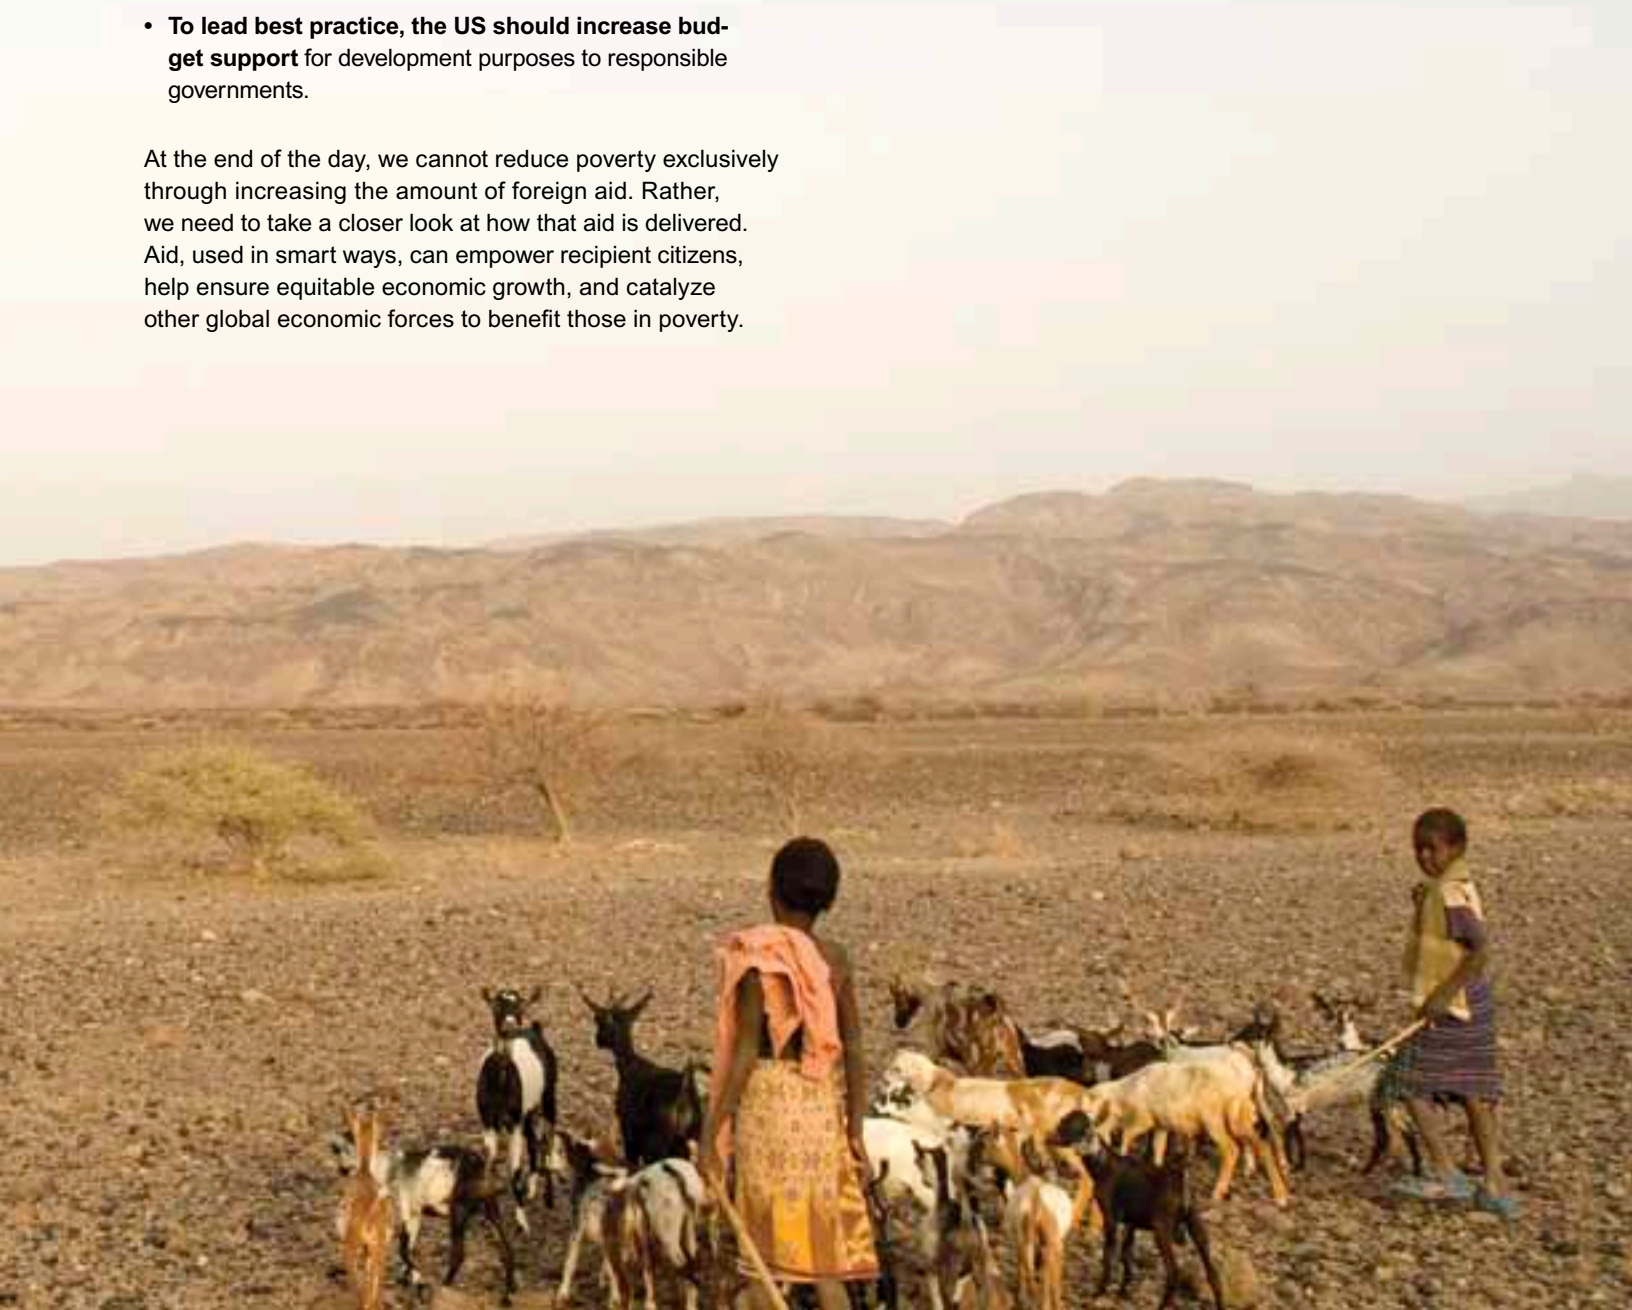 • To lead best practice, the US should increase bud-
get support for development purposes to responsible
governments.
At the end of the day, we cannot reduce poverty exclusively
through increasing the amount of foreign aid. Rather,
we need to take a closer look at how that aid is delivered.
Aid, used in smart ways, can empower recipient citizens,
help ensure equitable economic growth, and catalyze
other global economic forces to benefit those in poverty.